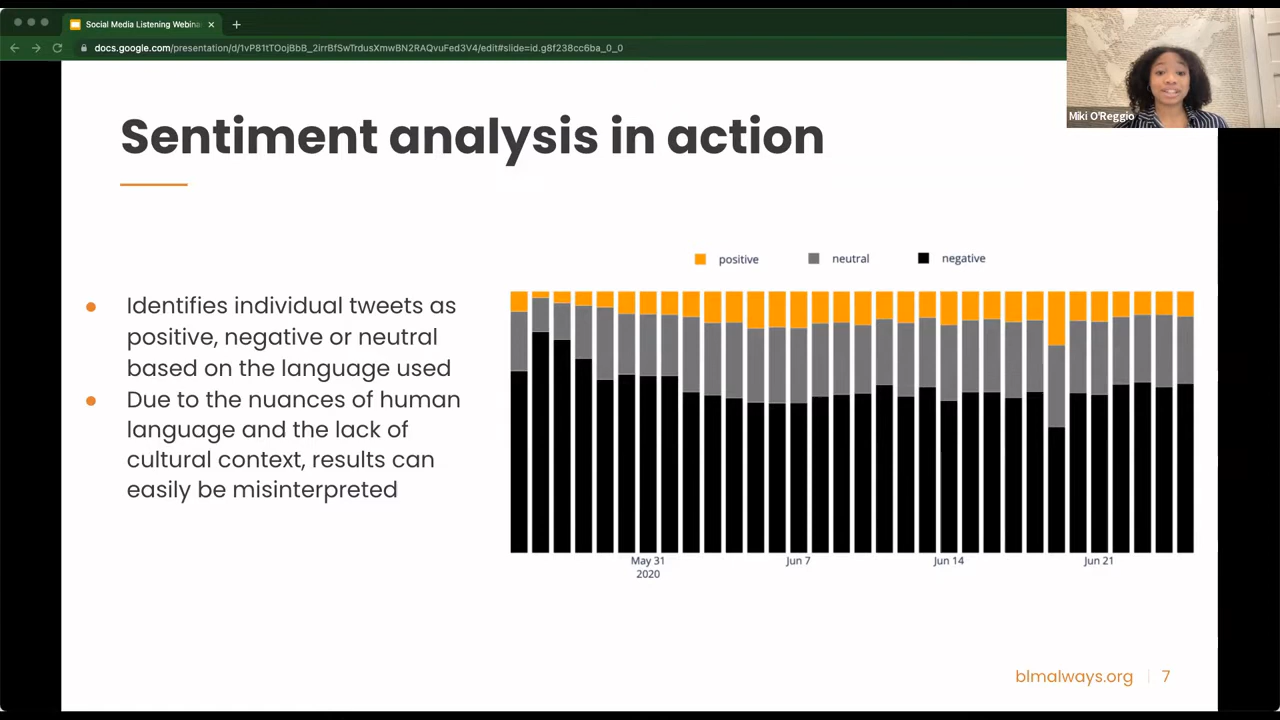 Social Media Listening Webina
docs.google.com/presentation/d/1vP81tTOojBbB_2irrBfSwTrdusXmwBN2RAQvuFed3V4/edit#slide=id.g8f238cc6ba_0_0
Miki O'Reggio
Sentiment analysis in action
positive neutral negative
● Identifies individual tweets as
positive, negative or neutral
based on the language used
● Due to the nuances of human
language and the lack of
cultural context, results can
easily be misinterpreted
May 31 Jun 7 Jun 14 Jun 21
2020
blmalways.org | 7